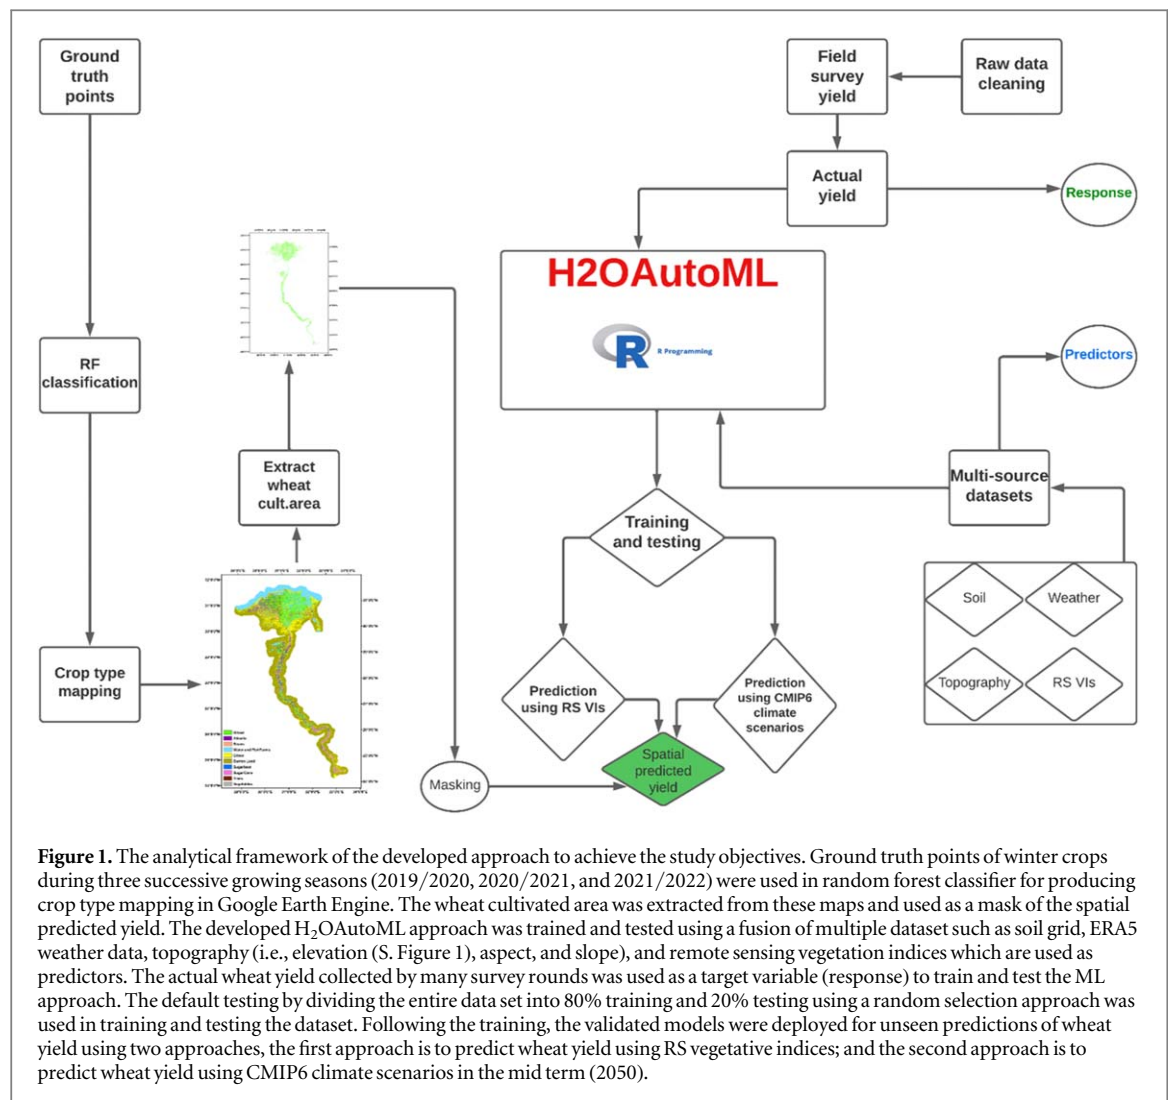 Ground
truth
points
Field
survey
yield
Raw data
cleaning
Actual
yield
Response
H2OAutoML
R
R Programming
RF
classification
Predictors
Extract
wheat
cult.area
Multi-source
datasets
Training
and testing
Soil
Weather
Topography
RS VIs
Crop type
mapping
Prediction
using RS VIs
Prediction
using CMIP6
climate
scenarios
Spatial
predicted
yield
Masking
Figure 1. The analytical framework of the developed approach to achieve the study objectives. Ground truth points of winter crops
during three successive growing seasons (2019/2020, 2020/2021, and 2021/2022) were used in random forest classifier for producing
crop type mapping in Google Earth Engine. The wheat cultivated area was extracted from these maps and used as a mask of the spatial
predicted yield. The developed H₂OAutoML approach was trained and tested using a fusion of multiple dataset such as soil grid, ERA5
weather data, topography (i.e., elevation (S. Figure 1), aspect, and slope), and remote sensing vegetation indices which are used as
predictors. The actual wheat yield collected by many survey rounds was used as a target variable (response) to train and test the ML
approach. The default testing by dividing the entire data set into 80% training and 20% testing using a random selection approach was
used in training and testing the dataset. Following the training, the validated models were deployed for unseen predictions of wheat
yield using two approaches, the first approach is to predict wheat yield using RS vegetative indices; and the second approach is to
predict wheat yield using CMIP6 climate scenarios in the mid term (2050).